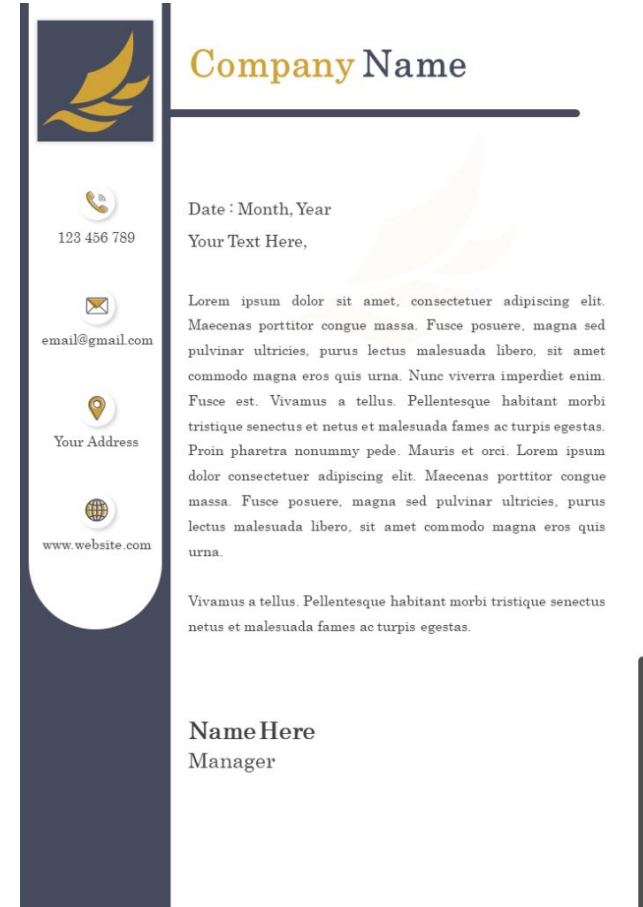 Company Name
123 456 789
email@gmail.com
Your Address
www.website.com
Date : Month, Year
Your Text Here,
Lorem ipsum dolor sit amet, consectetuer adipiscing elit.
Maecenas porttitor congue massa. Fusce posuere, magna sed
pulvinar ultricies, purus lectus malesuada libero, sit amet
commodo magna eros quis urna. Nunc viverra imperdiet enim.
Fusce est. Vivamus a tellus. Pellentesque habitant morbi
tristique senectus et netus et malesuada fames ac turpis egestas.
Proin pharetra nonummy pede. Mauris et orci. Lorem ipsum
dolor consectetuer adipiscing elit. Maecenas porttitor congue
massa. Fusce posuere, magna sed pulvinar ultricies, purus
lectus malesuada libero, sit amet commodo magna eros quis
urna.
Vivamus a tellus. Pellentesque habitant morbi tristique senectus
netus et malesuada fames ac turpis egestas.
Name Here
Manager